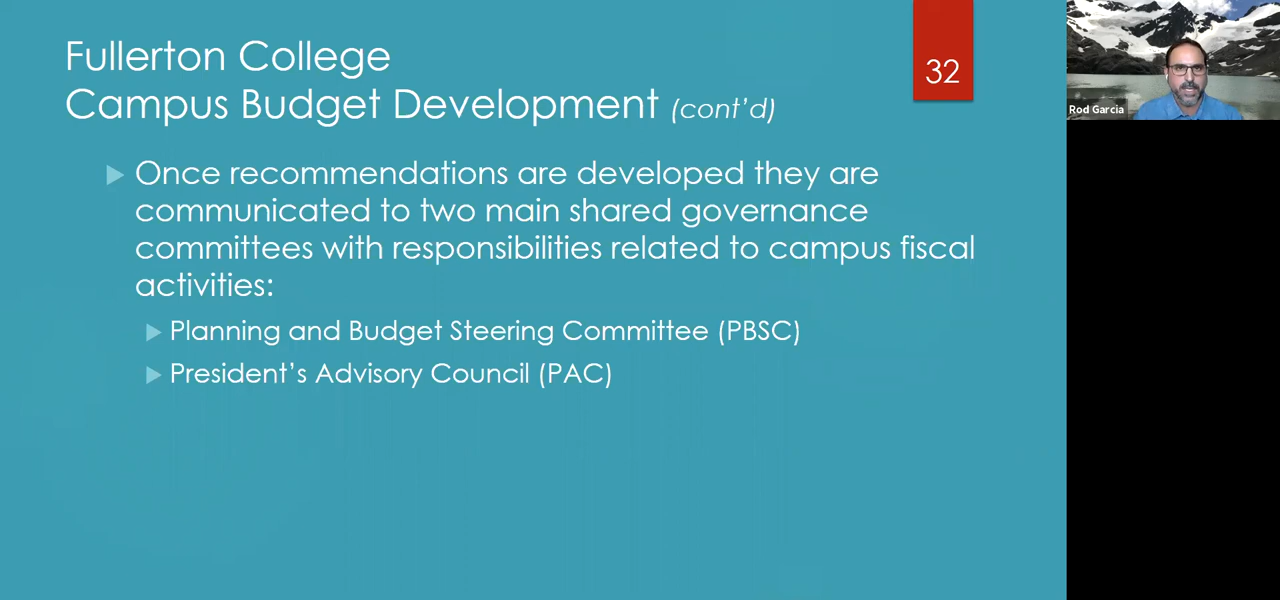 Fullerton College
Campus Budget Development (cont'd)
32
Rod Garcia
Once recommendations are developed they are
communicated to two main shared governance
committees with responsibilities related to campus fiscal
activities:
Planning and Budget Steering Committee (PBSC)
President's Advisory Council (PAC)